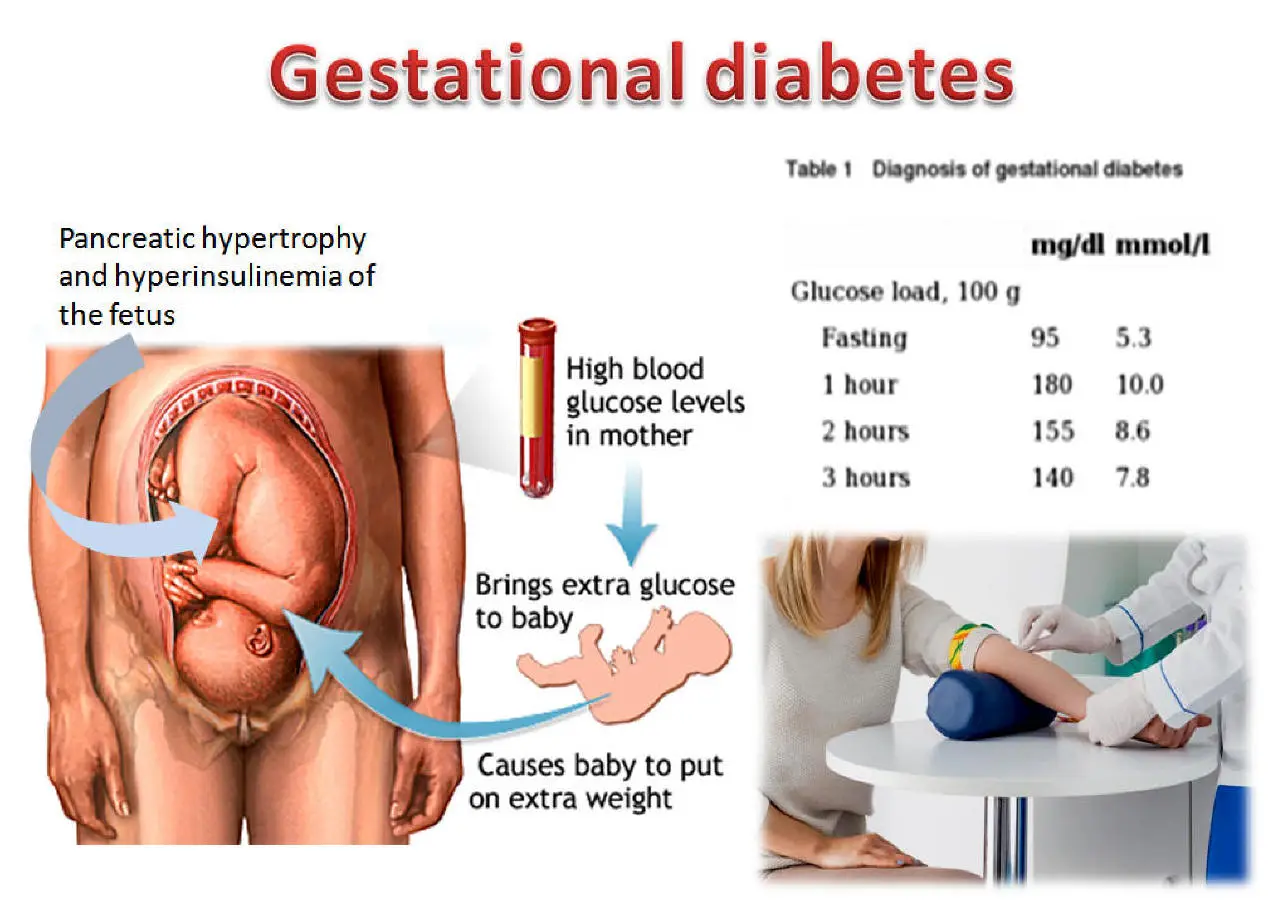 Gestational diabetes
Pancreatic hypertrophy
and hyperinsulinemia of
the fetus
High blood
glucose levels
in mother
Brings extra glucose
to baby
Causes baby to put
on extra weight
Table 1 Diagnosis of gestational diabetes
mg/dl mmol/l
Glucose load, 100 g
Fasting 95 5.3
1 hour 180 10.0
2 hours 155 8.6
3 hours 140 7.8